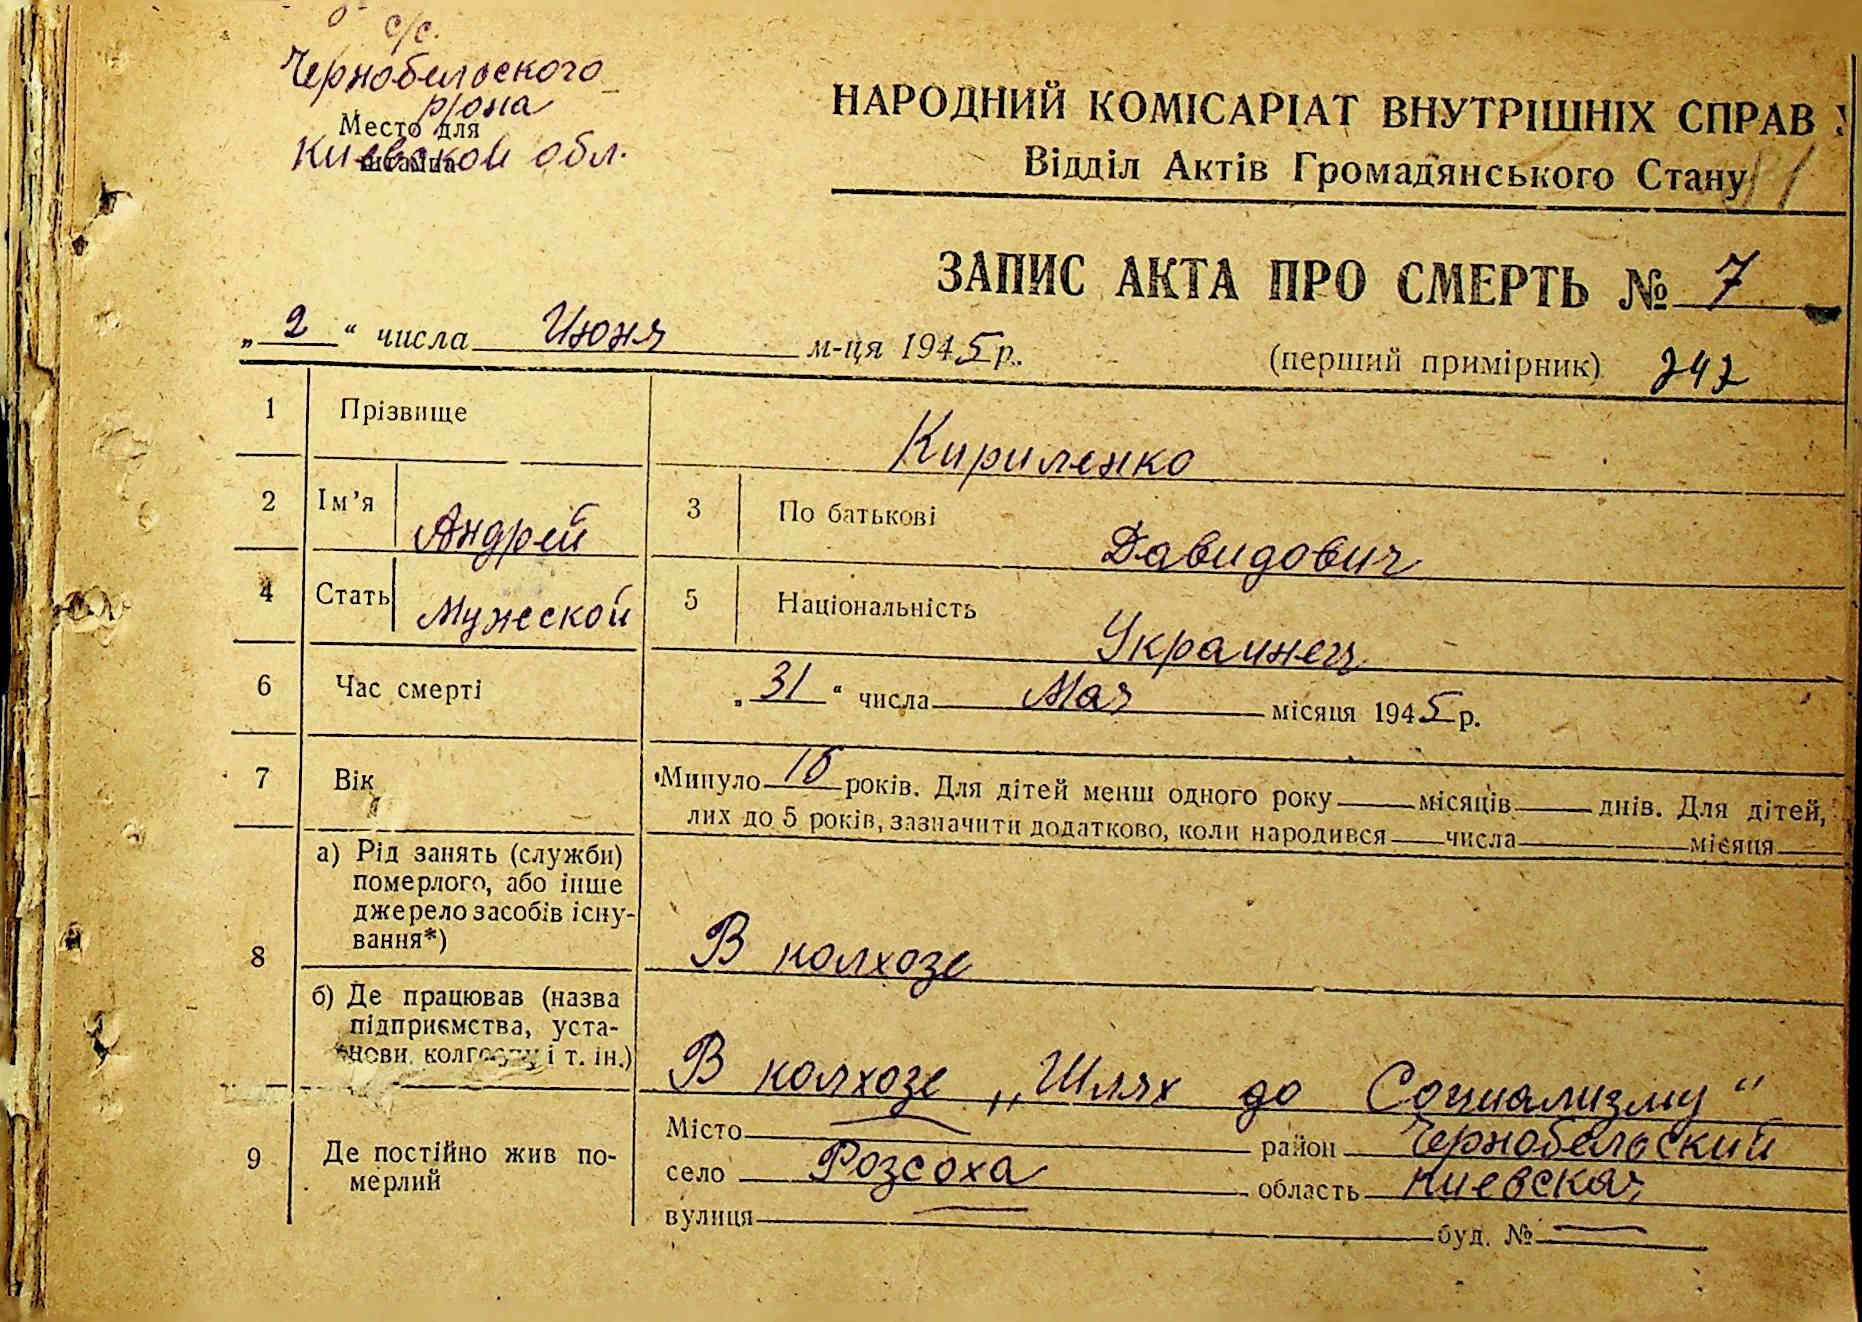 с/с.
Чернобельского
р/она
Место для
Киевской обл.
штампа
НАРОДНИЙ КОМІСАРІАТ ВНУТРІШНІХ СПРАВ У
Відділ Актів Громадянського Стану
ЗАПИС АКТА ПРО СМЕРТЬ № 7
„ 2 “ числа Июня м-ця 1945 р.
(перший примірник) 242
1 Прізвище Кириленко
2 Ім’я Андрей 3 По батькові Давидович
4 Стать Мужеской 5 Національність Украинец
6 Час смерті „ 31 “ числа Мая місяця 1945 р.
7 Вік Минуло 16 років. Для дітей менш одного року місяців днів. Для дітей,
лих до 5 років, зазначити додатково, коли народився числа місяця
8 а) Рід занять (служби)
померлого, або інше
джерело засобів існу-
вання*)
В колхозе
б) Де працював (назва
підприємства, уста-
нови, колгоспу і т. ін.)
В колхозе „Шлях до Социализму“
9 Де постійно жив по-
мерлий
Місто район Чернобельский
село Розсоха область Киевская
вулиця буд. №